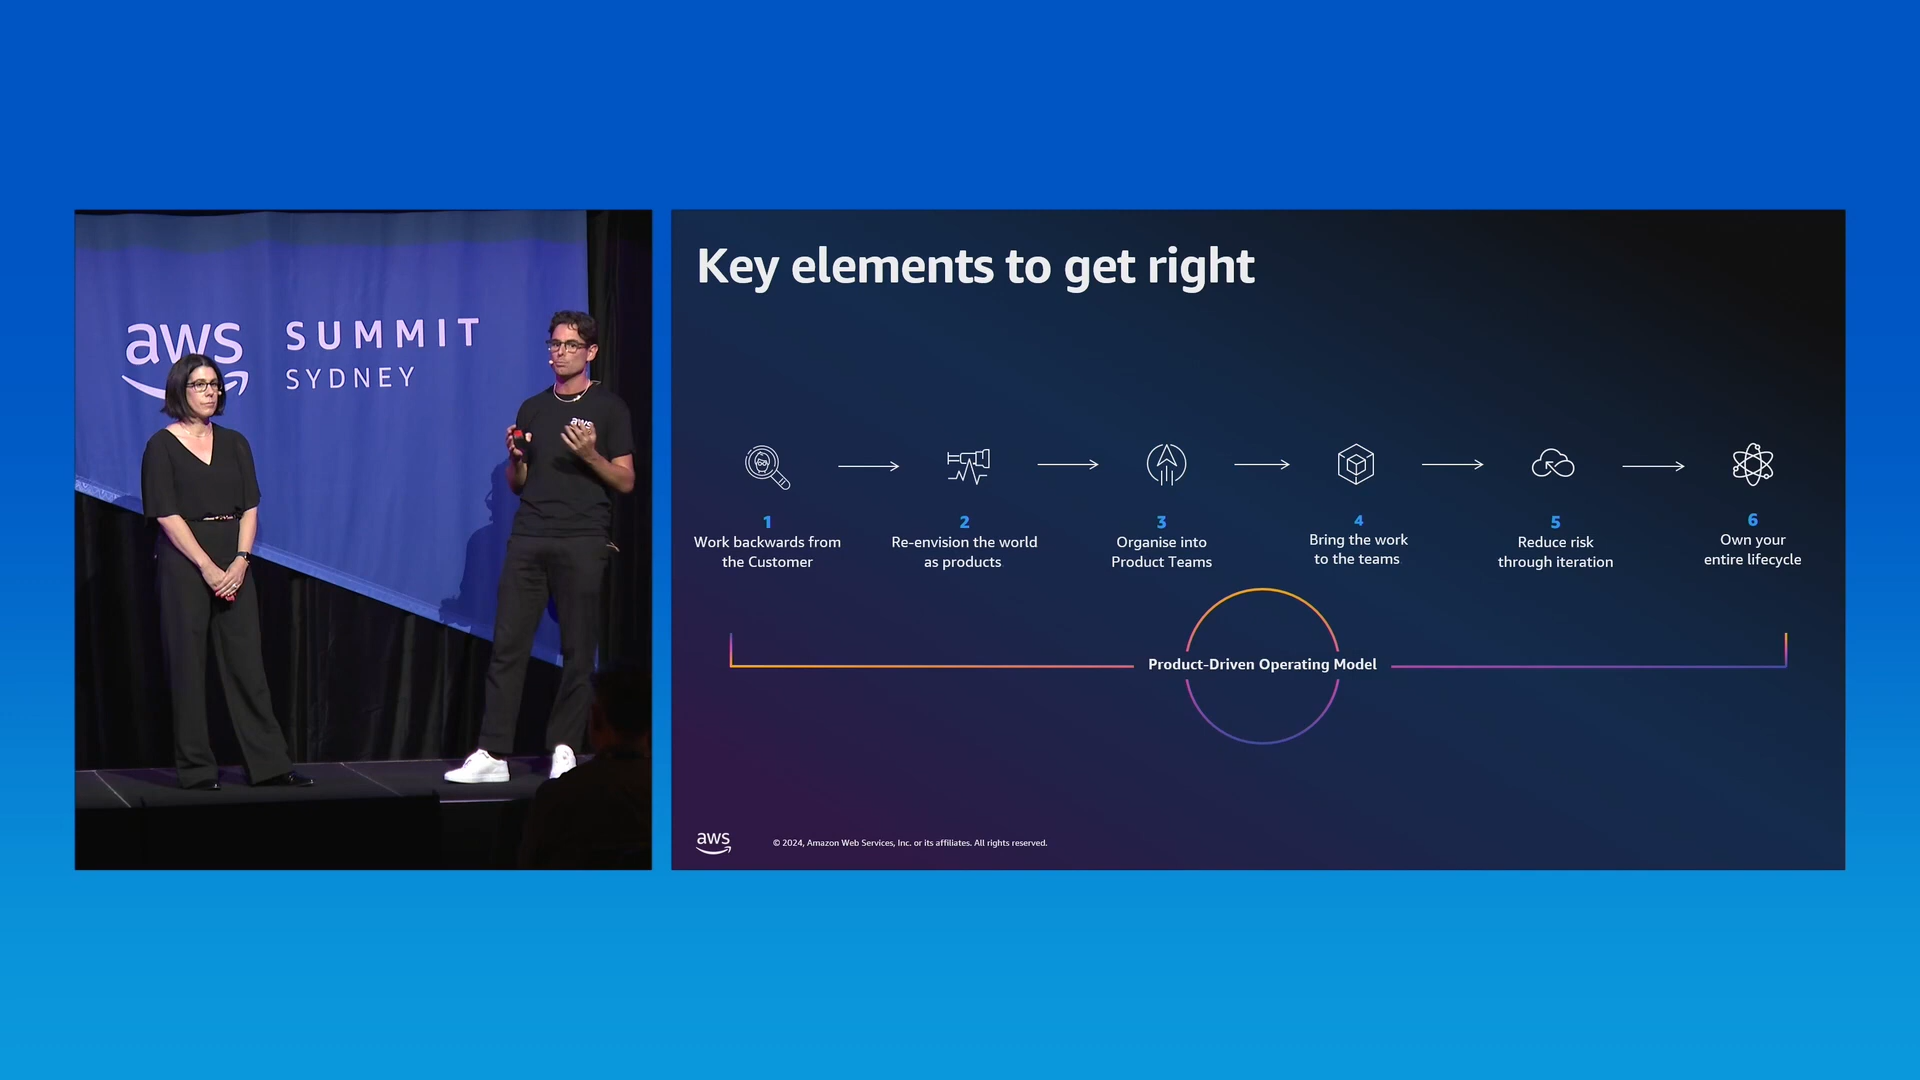 aws
SUMMIT
SYDNEY
aws
Key elements to get right
1
Work backwards from
the Customer
2
Re-envision the world
as products
3
Organise into
Product Teams
4
Bring the work
to the teams
5
Reduce risk
through iteration
6
Own your
entire lifecycle
Product-Driven Operating Model
aws
© 2024, Amazon Web Services, Inc. or its affiliates. All rights reserved.